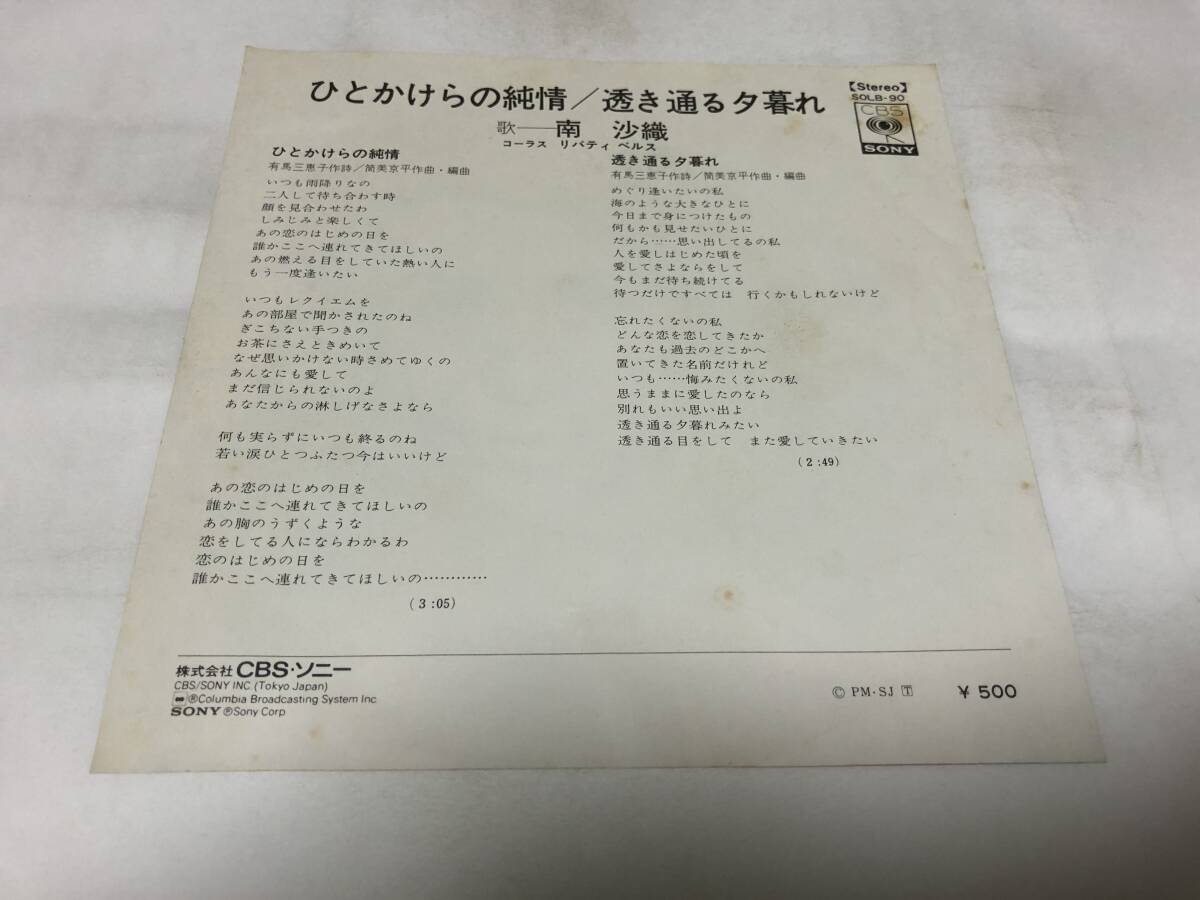 ひとかけらの純情／透き通る夕暮れ
【Stereo】
SOLB-90
CBS
SONY
歌──南 沙織
コーラス リバティ ベルス
ひとかけらの純情
有馬三恵子作詩／筒美京平作曲・編曲
いつも雨降りなの
二人して待ち合わす時
顔を見合わせたわ
しみじみと楽しくて
あの恋のはじめの日を
誰かここへ連れてきてほしいの
あの燃える目をしていた熱い人に
もう一度逢いたい
いつもレクイエムを
あの部屋で聞かされたのね
ぎこちない手つきの
お茶にさえときめいて
なぜ思いかけない時さめてゆくの
あんなにも愛して
まだ信じられないのよ
あなたからの淋しげなさよなら
何も実らずにいつも終るのね
若い涙ひとつふたつ今はいいけど
あの恋のはじめの日を
誰かここへ連れてきてほしいの
あの胸のうずくような
恋をしてる人にならわかるわ
恋のはじめの日を
誰かここへ連れてきてほしいの…………
(3:05)
透き通る夕暮れ
有馬三恵子作詩／筒美京平作曲・編曲
めぐり逢いたいの私
海のような大きなひとに
今日まで身につけたもの
何もかも見せたいひとに
だから……思い出してるの私
人を愛しはじめた頃を
愛してさよならをして
今もまだ待ち続けてる
待つだけですべては 行くかもしれないけど
忘れたくないの私
どんな恋を恋してきたか
あなたも過去のどこかへ
置いてきた名前だけれど
いつも……悔みたくないの私
思うままに愛したのなら
別れもいい思い出よ
透き通る夕暮れみたい
透き通る目をして また愛していきたい
(2:49)
株式会社 CBS・ソニー
CBS/SONY INC. (Tokyo Japan)
®Columbia Broadcasting System Inc.
SONY ®Sony Corp
© PM・SJ T ¥500